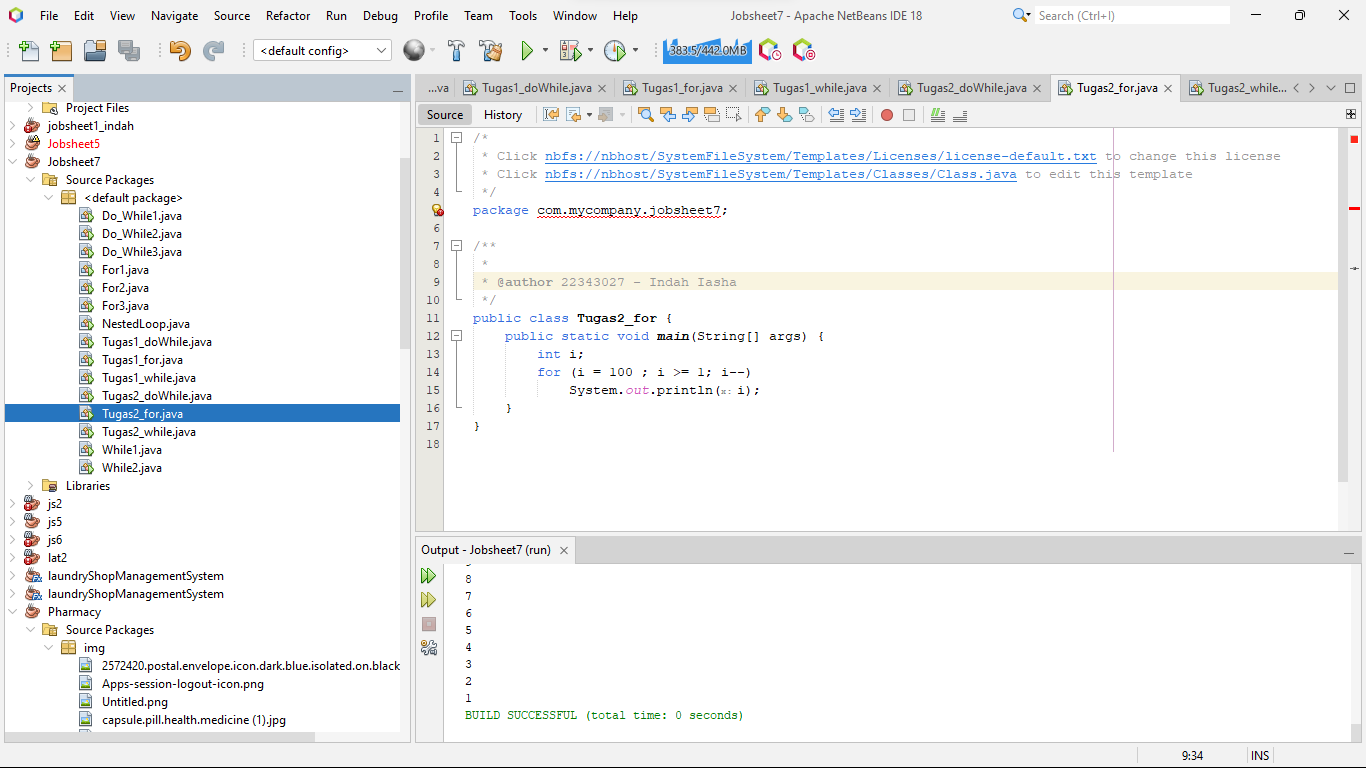 File Edit View Navigate Source Refactor Run Debug Profile Team Tools Window Help Jobsheet7 - Apache NetBeans IDE 18 Search (Ctrl+I)
<default config> 383.5/442.0MB
Projects
Project Files
jobsheet1_indah
Jobsheet5
Jobsheet7
Source Packages
<default package>
Do_While1.java
Do_While2.java
Do_While3.java
For1.java
For2.java
For3.java
NestedLoop.java
Tugas1_doWhile.java
Tugas1_for.java
Tugas1_while.java
Tugas2_doWhile.java
Tugas2_for.java
Tugas2_while.java
While1.java
While2.java
Libraries
js2
js5
js6
lat2
laundryShopManagementSystem
laundryShopManagementSystem
Pharmacy
Source Packages
img
2572420.postal.envelope.icon.dark.blue.isolated.on.black
Apps-session-logout-icon.png
Untitled.png
capsule.pill.health.medicine (1).jpg
...va Tugas1_doWhile.java Tugas1_for.java Tugas1_while.java Tugas2_doWhile.java Tugas2_for.java Tugas2_while...
Source History
1 /*
2 * Click nbfs://nbhost/SystemFileSystem/Templates/Licenses/license-default.txt to change this license
3 * Click nbfs://nbhost/SystemFileSystem/Templates/Classes/Class.java to edit this template
4 */
package com.mycompany.jobsheet7;
6
7 /**
8 *
9 * @author 22343027 - Indah Iasha
10 */
11 public class Tugas2_for {
12 public static void main(String[] args) {
13 int i;
14 for (i = 100 ; i >= 1; i--)
15 System.out.println(x: i);
16 }
17 }
18
Output - Jobsheet7 (run)
8
7
6
5
4
3
2
1
BUILD SUCCESSFUL (total time: 0 seconds)
9:34 INS